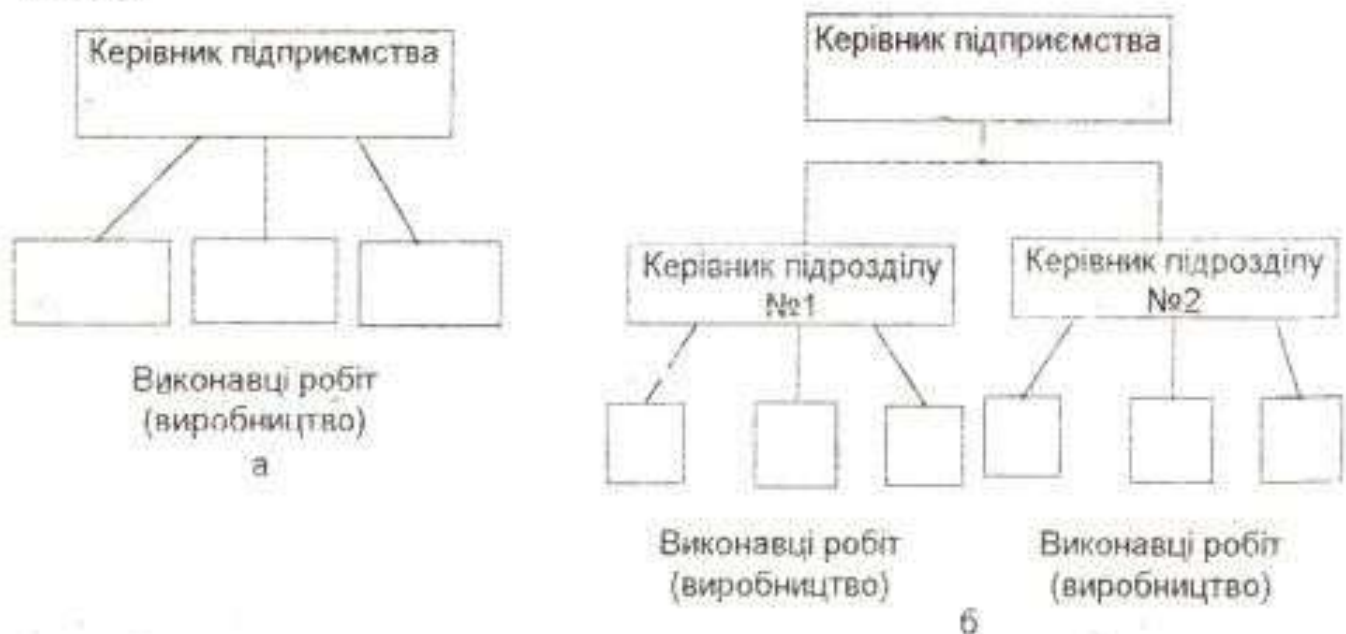 Керівник підприємства
Виконавці робіт
(виробництво)
а
Керівник підприємства
Керівник підрозділу
№1
Керівник підрозділу
№2
Виконавці робіт
(виробництво)
Виконавці робіт
(виробництво)
б